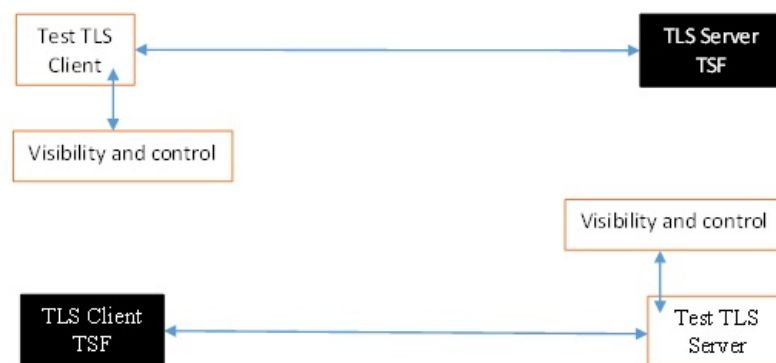 Test TLS
Client
TLS Server
TSF
Visibility and control
Visibility and control
TLS Client
TSF
Test TLS
Server